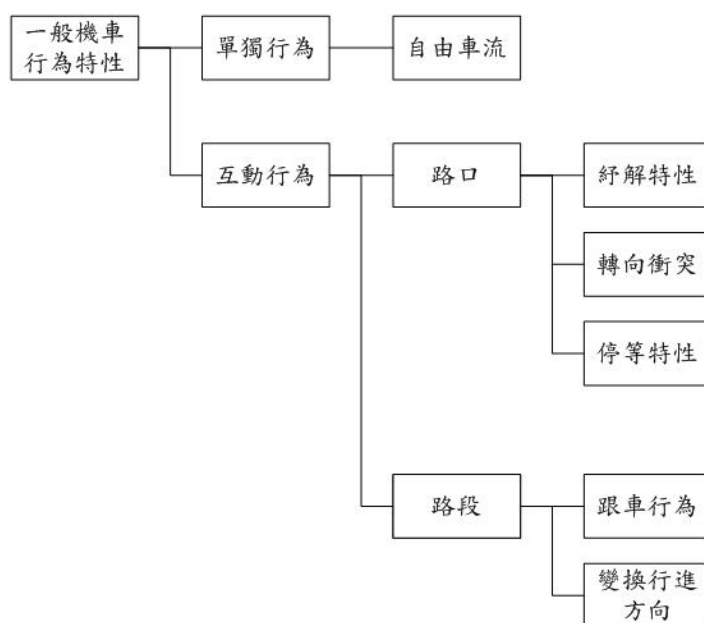 一般機車
行為特性
單獨行為
自由車流
互動行為
路口
紓解特性
轉向衝突
停等特性
路段
跟車行為
變換行進
方向